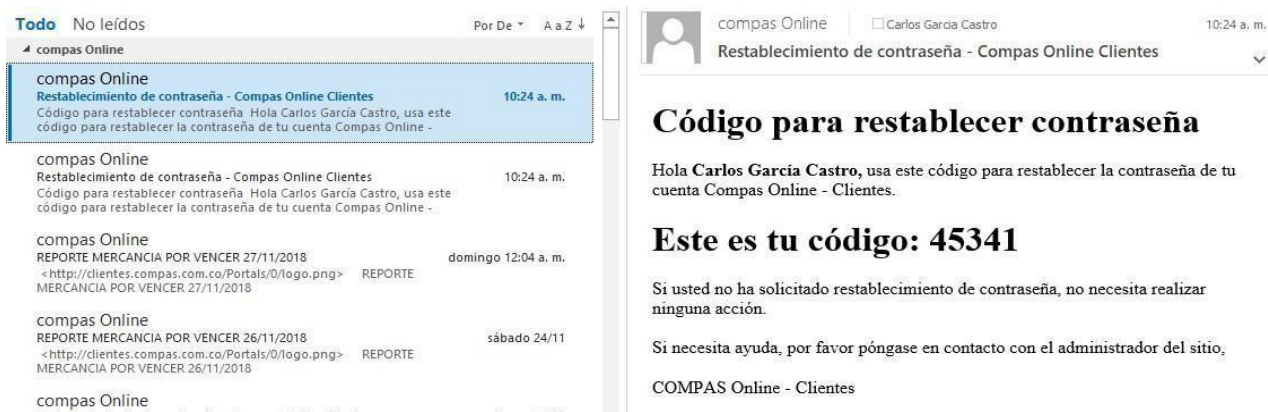 Todo No leídos Por De A a Z
compas Online
compas Online
Restablecimiento de contraseña - Compas Online Clientes 10:24 a. m.
Código para restablecer contraseña Hola Carlos García Castro, usa este
código para restablecer la contraseña de tu cuenta Compas Online -
compas Online
Restablecimiento de contraseña - Compas Online Clientes 10:24 a. m.
Código para restablecer contraseña Hola Carlos García Castro, usa este
código para restablecer la contraseña de tu cuenta Compas Online -
compas Online
REPORTE MERCANCIA POR VENCER 27/11/2018 domingo 12:04 a. m.
<http://clientes.compas.com.co/Portals/0/logo.png> REPORTE
MERCANCIA POR VENCER 27/11/2018
compas Online
REPORTE MERCANCIA POR VENCER 26/11/2018 sábado 24/11
<http://clientes.compas.com.co/Portals/0/logo.png> REPORTE
MERCANCIA POR VENCER 26/11/2018
compas Online
compas Online Carlos Garcia Castro 10:24 a. m.
Restablecimiento de contraseña - Compas Online Clientes
Código para restablecer contraseña
Hola Carlos García Castro, usa este código para restablecer la contraseña de tu
cuenta Compas Online - Clientes.
Este es tu código: 45341
Si usted no ha solicitado restablecimiento de contraseña, no necesita realizar
ninguna acción.
Si necesita ayuda, por favor póngase en contacto con el administrador del sitio,
COMPAS Online - Clientes